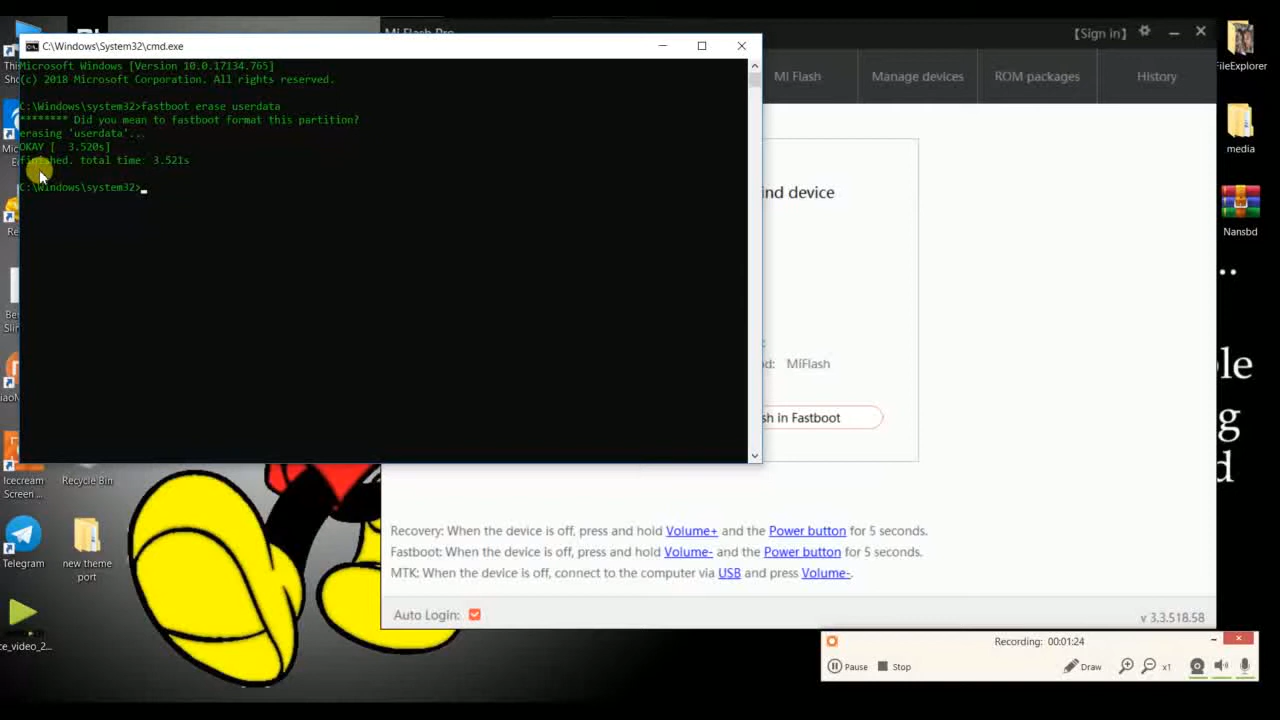 C:\Windows\System32\cmd.exe
Microsoft Windows [Version 10.0.17134.765]
(c) 2018 Microsoft Corporation. All rights reserved.
C:\Windows\system32>fastboot erase userdata
******** Did you mean to fastboot format this partition?
erasing 'userdata'...
OKAY [  3.520s]
finished. total time: 3.521s
C:\Windows\system32>
[Sign in]
MI Flash
Manage devices
ROM packages
History
ind device
d: MiFlash
sh in Fastboot
Recovery: When the device is off, press and hold Volume+ and the Power button for 5 seconds.
Fastboot: When the device is off, press and hold Volume- and the Power button for 5 seconds.
MTK: When the device is off, connect to the computer via USB and press Volume-.
Auto Login:
v 3.3.518.58
Recording: 00:01:24
Pause
Stop
Draw
x1
FileExplorer
media
Nansbd
..
le
g
d
Icecream
Screen ...
Recycle Bin
Telegram
new theme
port
ce_video_2...